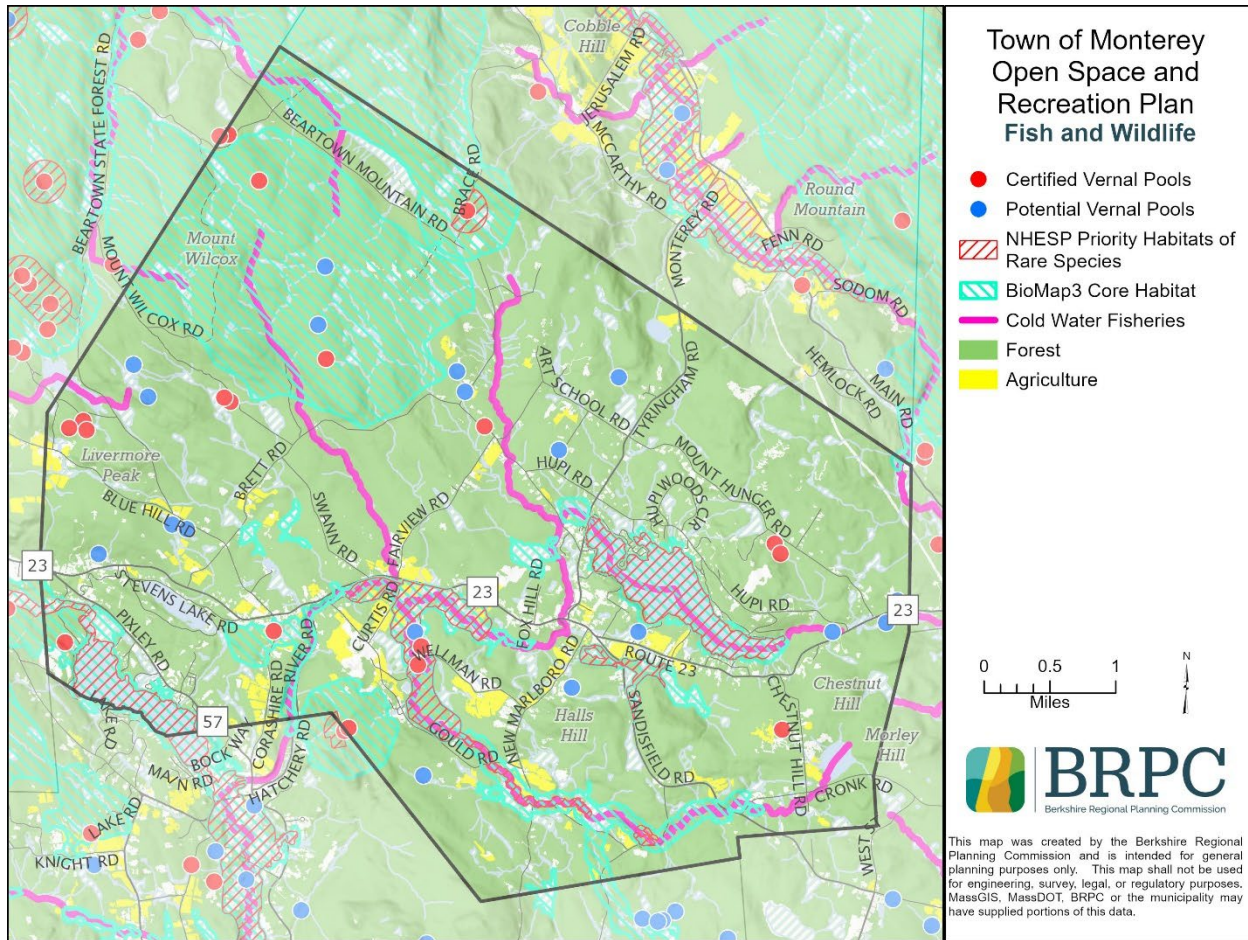 Town of Monterey
Open Space and
Recreation Plan
Fish and Wildlife
Certified Vernal Pools
Potential Vernal Pools
NHESP Priority Habitats of
Rare Species
BioMap3 Core Habitat
Cold Water Fisheries
Forest
Agriculture
N
0 0.5 1
Miles
BRPC
Berkshire Regional Planning Commission
This map was created by the Berkshire Regional
Planning Commission and is intended for general
planning purposes only. This map shall not be used
for engineering, survey, legal, or regulatory purposes.
MassGIS, MassDOT, BRPC or the municipality may
have supplied portions of this data.
Cobble
Hill
JERUSALEM RD
BEARTOWN STATE FOREST RD
BEARTOWN MOUNTAIN RD
BRACE RD
MCCARTHY RD
MONTEREY RD
Round
Mountain
FENN RD
SODOM RD
Mount
Wilcox
MOUNT WILCOX RD
HEMLOCK RD
MAIN RD
ART SCHOOL RD
TYRINGHAM RD
Livermore
Peak
BRETT RD
BLUE HILL RD
SWANN RD
FAIRVIEW RD
HUPI RD
HUPI WOODS CIR
MOUNT HUNGER RD
23
STEVENS LAKE RD
PIXLEY RD
CURTIS RD
23
FOX HILL RD
HUPI RD
23
RIVER RD
CORASHIRE RD
WELLMAN RD
NEW MARLBORO RD
ROUTE 23
SANDISFIELD RD
CHESTNUT HILL RD
Chestnut
Hill
Morley
Hill
Halls
Hill
57
BOCK WA
HATCHERY RD
MAIN RD
GOULD RD
CRONK RD
LAKE RD
KNIGHT RD